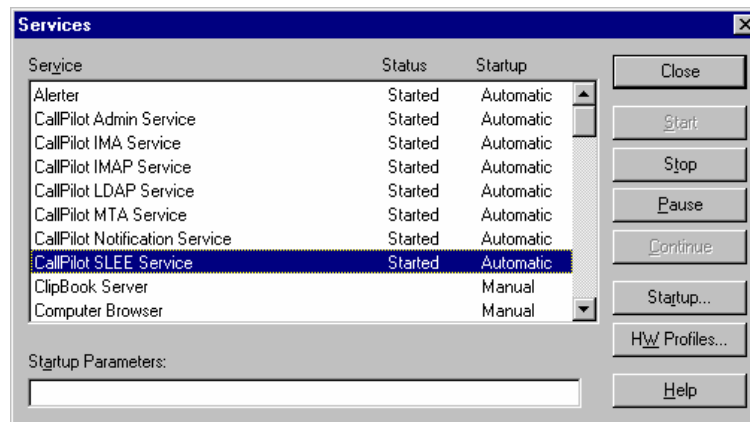 Services
Service Status Startup
Alerter Started Automatic
CallPilot Admin Service Started Automatic
CallPilot IMA Service Started Automatic
CallPilot IMAP Service Started Automatic
CallPilot LDAP Service Started Automatic
CallPilot MTA Service Started Automatic
CallPilot Notification Service Started Automatic
CallPilot SLEE Service Started Automatic
ClipBook Server Manual
Computer Browser Manual
Startup Parameters:
Close
Start
Stop
Pause
Continue
Startup...
HW Profiles...
Help